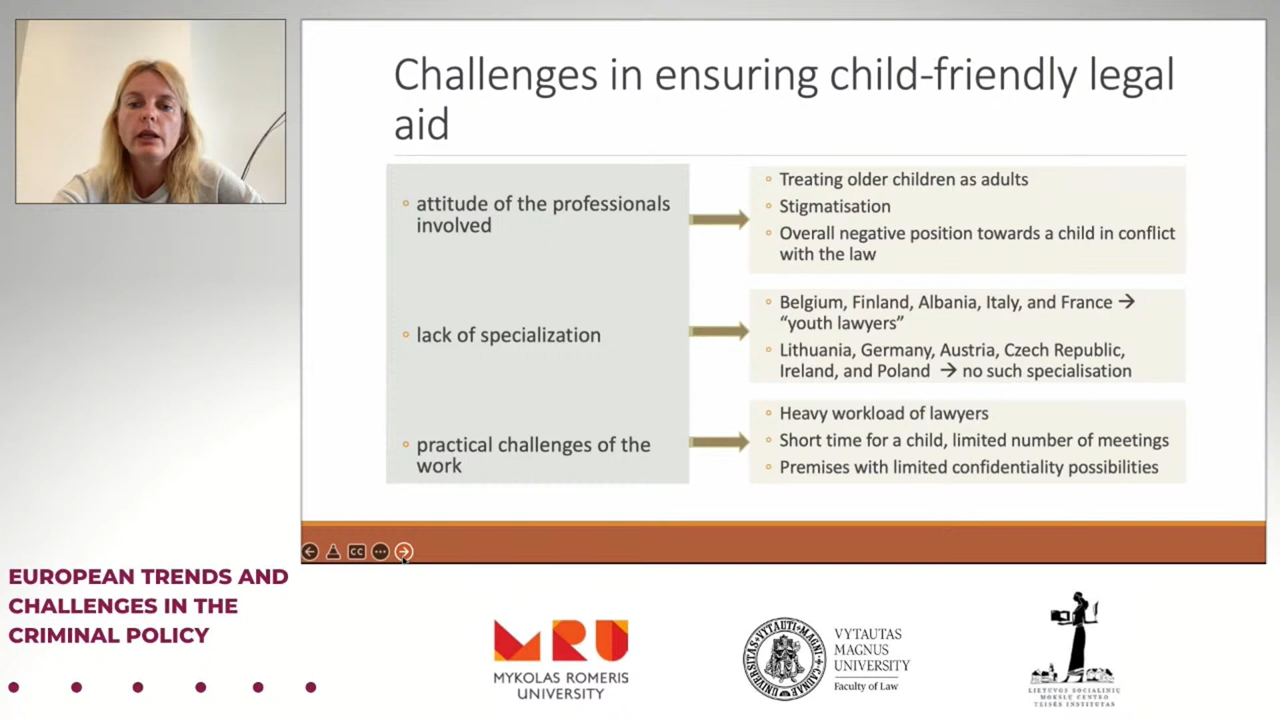 Challenges in ensuring child-friendly legal
aid
attitude of the professionals
involved
Treating older children as adults
Stigmatisation
Overall negative position towards a child in conflict
with the law
lack of specialization
Belgium, Finland, Albania, Italy, and France →
“youth lawyers”
Lithuania, Germany, Austria, Czech Republic,
Ireland, and Poland → no such specialisation
practical challenges of the
work
Heavy workload of lawyers
Short time for a child, limited number of meetings
Premises with limited confidentiality possibilities
CC
EUROPEAN TRENDS AND
CHALLENGES IN THE
CRIMINAL POLICY
MRU
MYKOLAS ROMERIS
UNIVERSITY
VYTAUTAS
MAGNUS
UNIVERSITY
Faculty of Law
LIETUVOS SOCIALINIŲ
MOKSLŲ CENTRO
TEISĖS INSTITUTAS